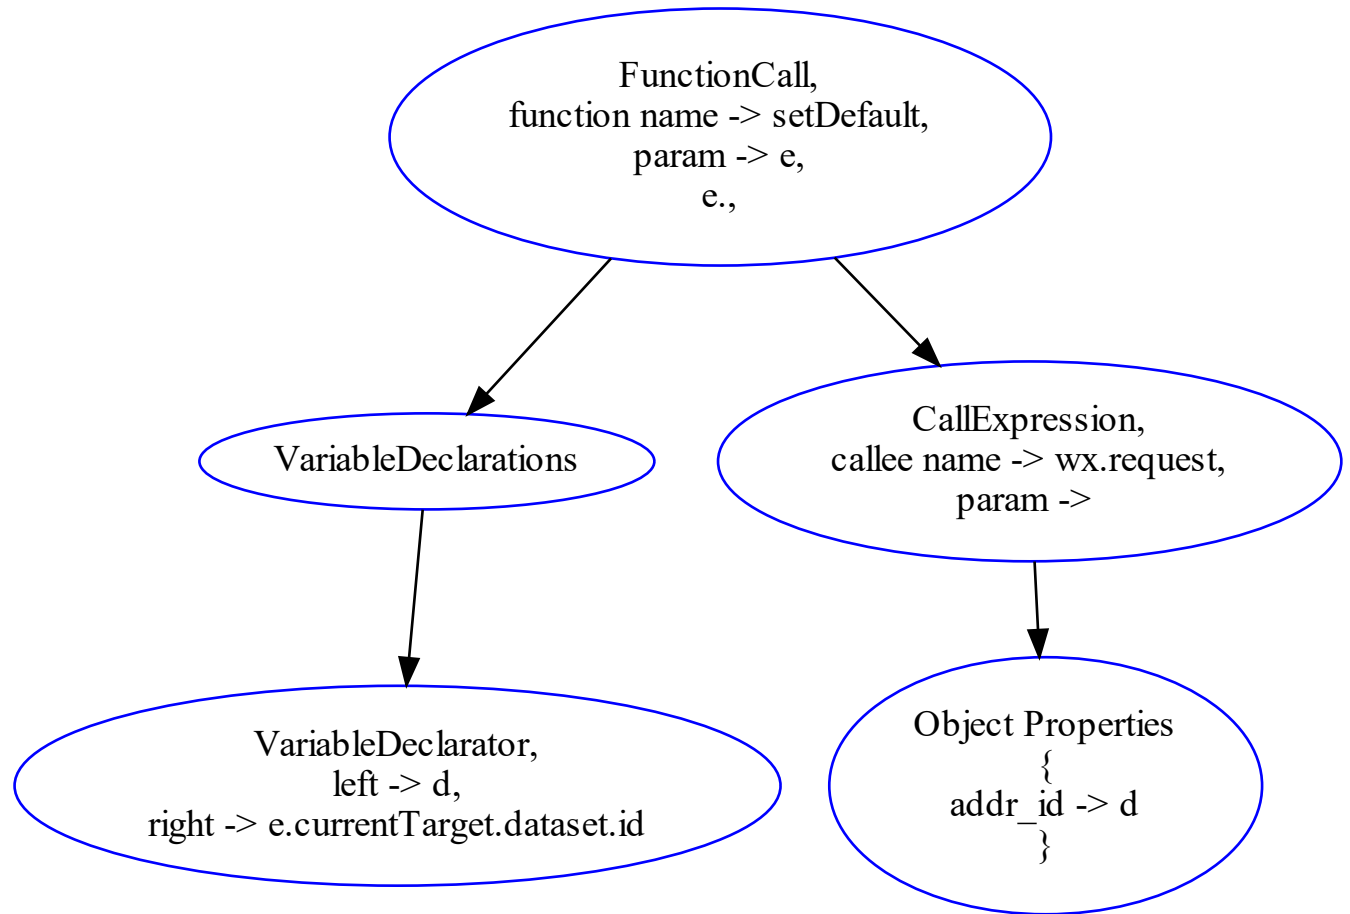 FunctionCall,
function name -> setDefault,
param -> e,
e.,
VariableDeclarations
CallExpression,
callee name -> wx.request,
param ->
VariableDeclarator,
left -> d,
right -> e.currentTarget.dataset.id
Object Properties
{
addr_id -> d
}